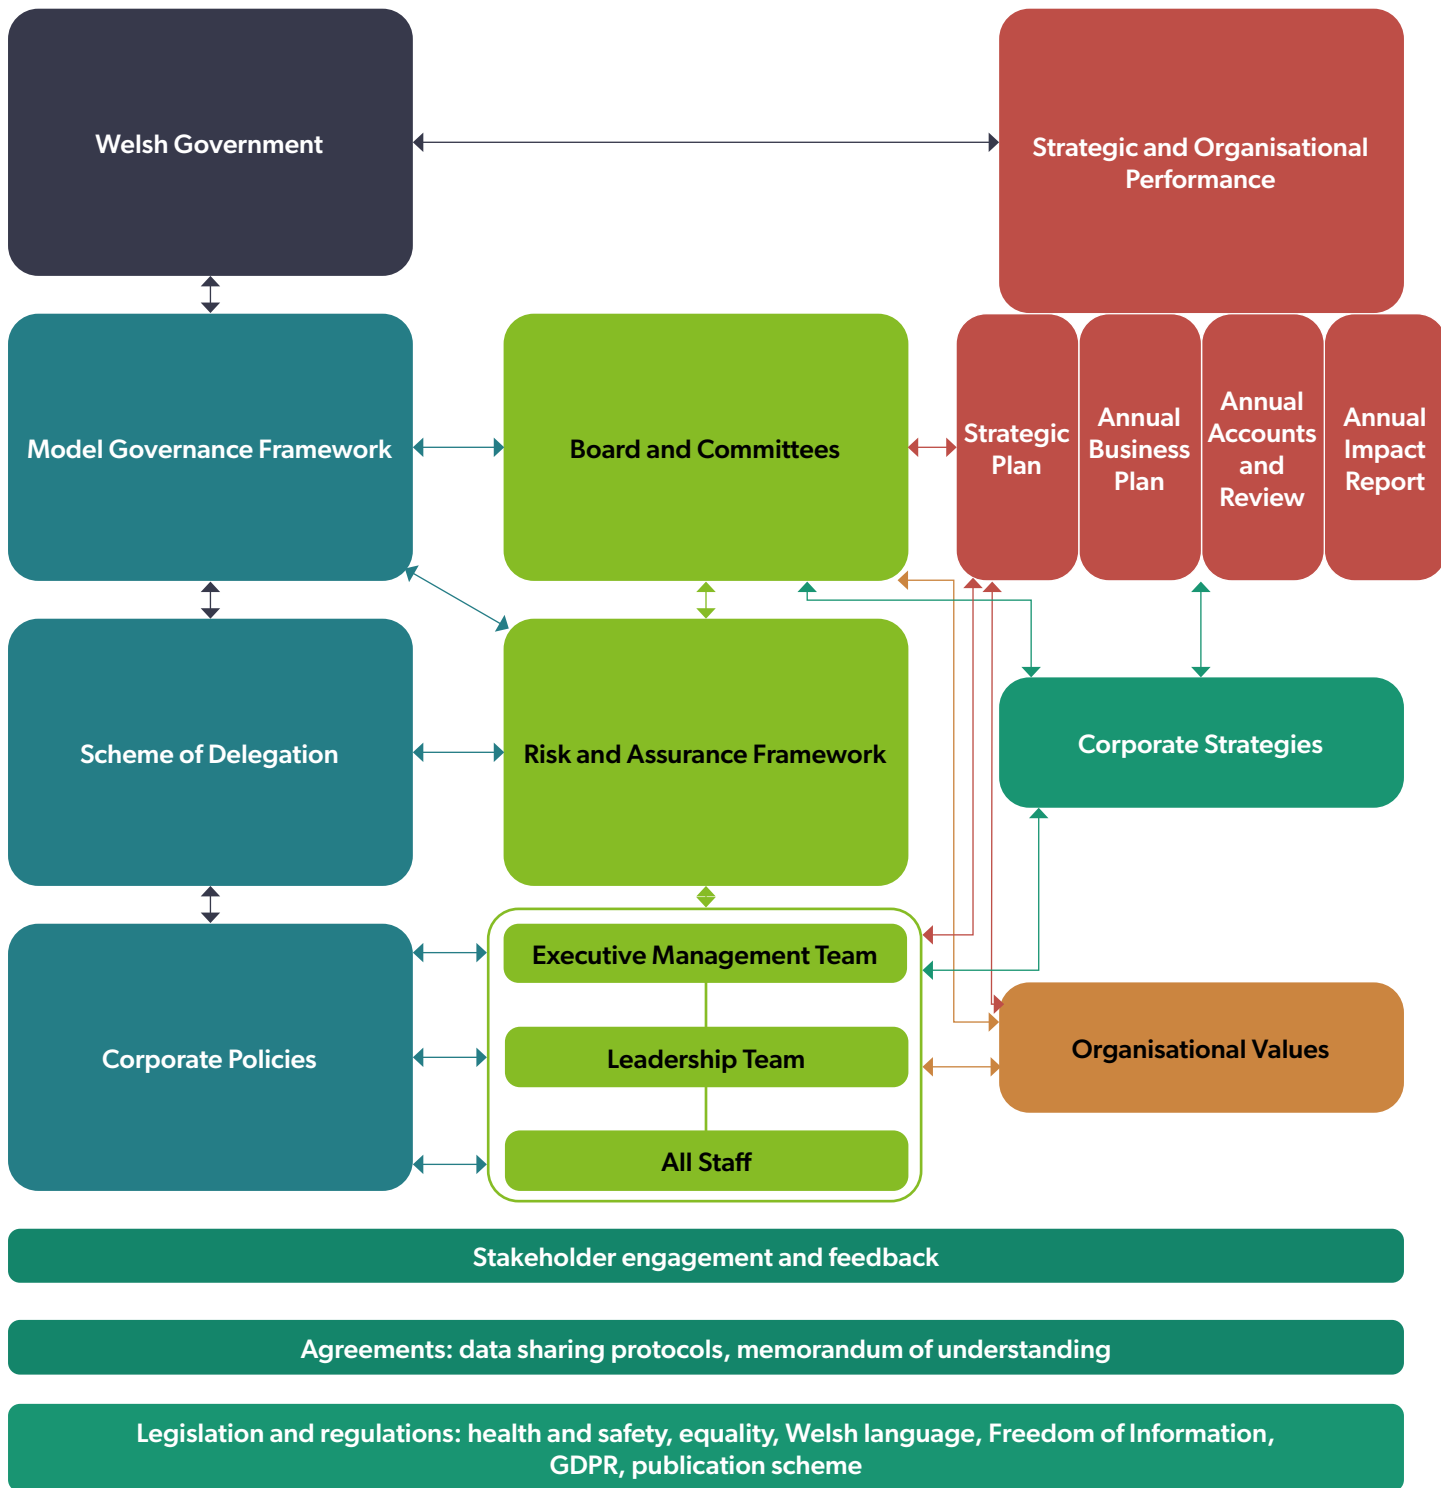 Welsh Government
Strategic and Organisational
Performance
Model Governance Framework
Board and Committees
Strategic
Plan
Annual
Business
Plan
Annual
Accounts
and
Review
Annual
Impact
Report
Scheme of Delegation
Risk and Assurance Framework
Corporate Strategies
Corporate Policies
Executive Management Team
Leadership Team
All Staff
Organisational Values
Stakeholder engagement and feedback
Agreements: data sharing protocols, memorandum of understanding
Legislation and regulations: health and safety, equality, Welsh language, Freedom of Information,
GDPR, publication scheme